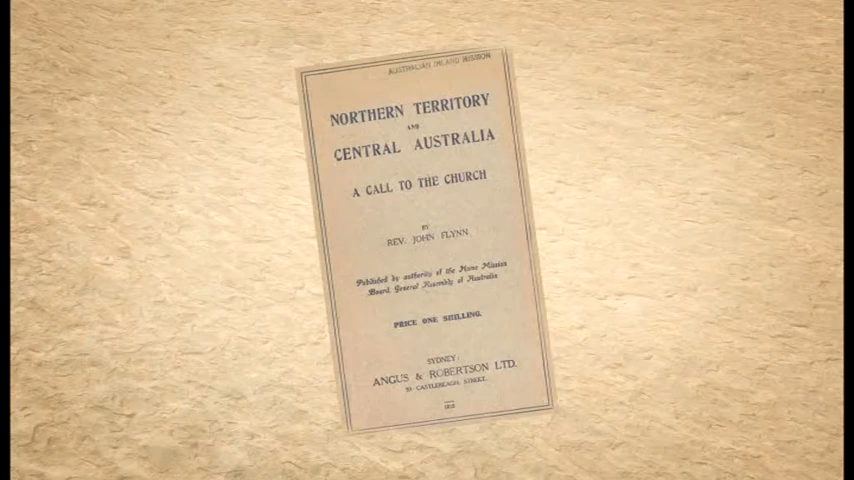 AUSTRALIAN INLAND MISSION
NORTHERN TERRITORY
AND
CENTRAL AUSTRALIA
A CALL TO THE CHURCH
BY
REV. JOHN FLYNN
Published by authority of the Home Mission
Board, General Assembly of Australia
PRICE ONE SHILLING.
SYDNEY:
ANGUS & ROBERTSON LTD.
CASTLEREAGH STREET.